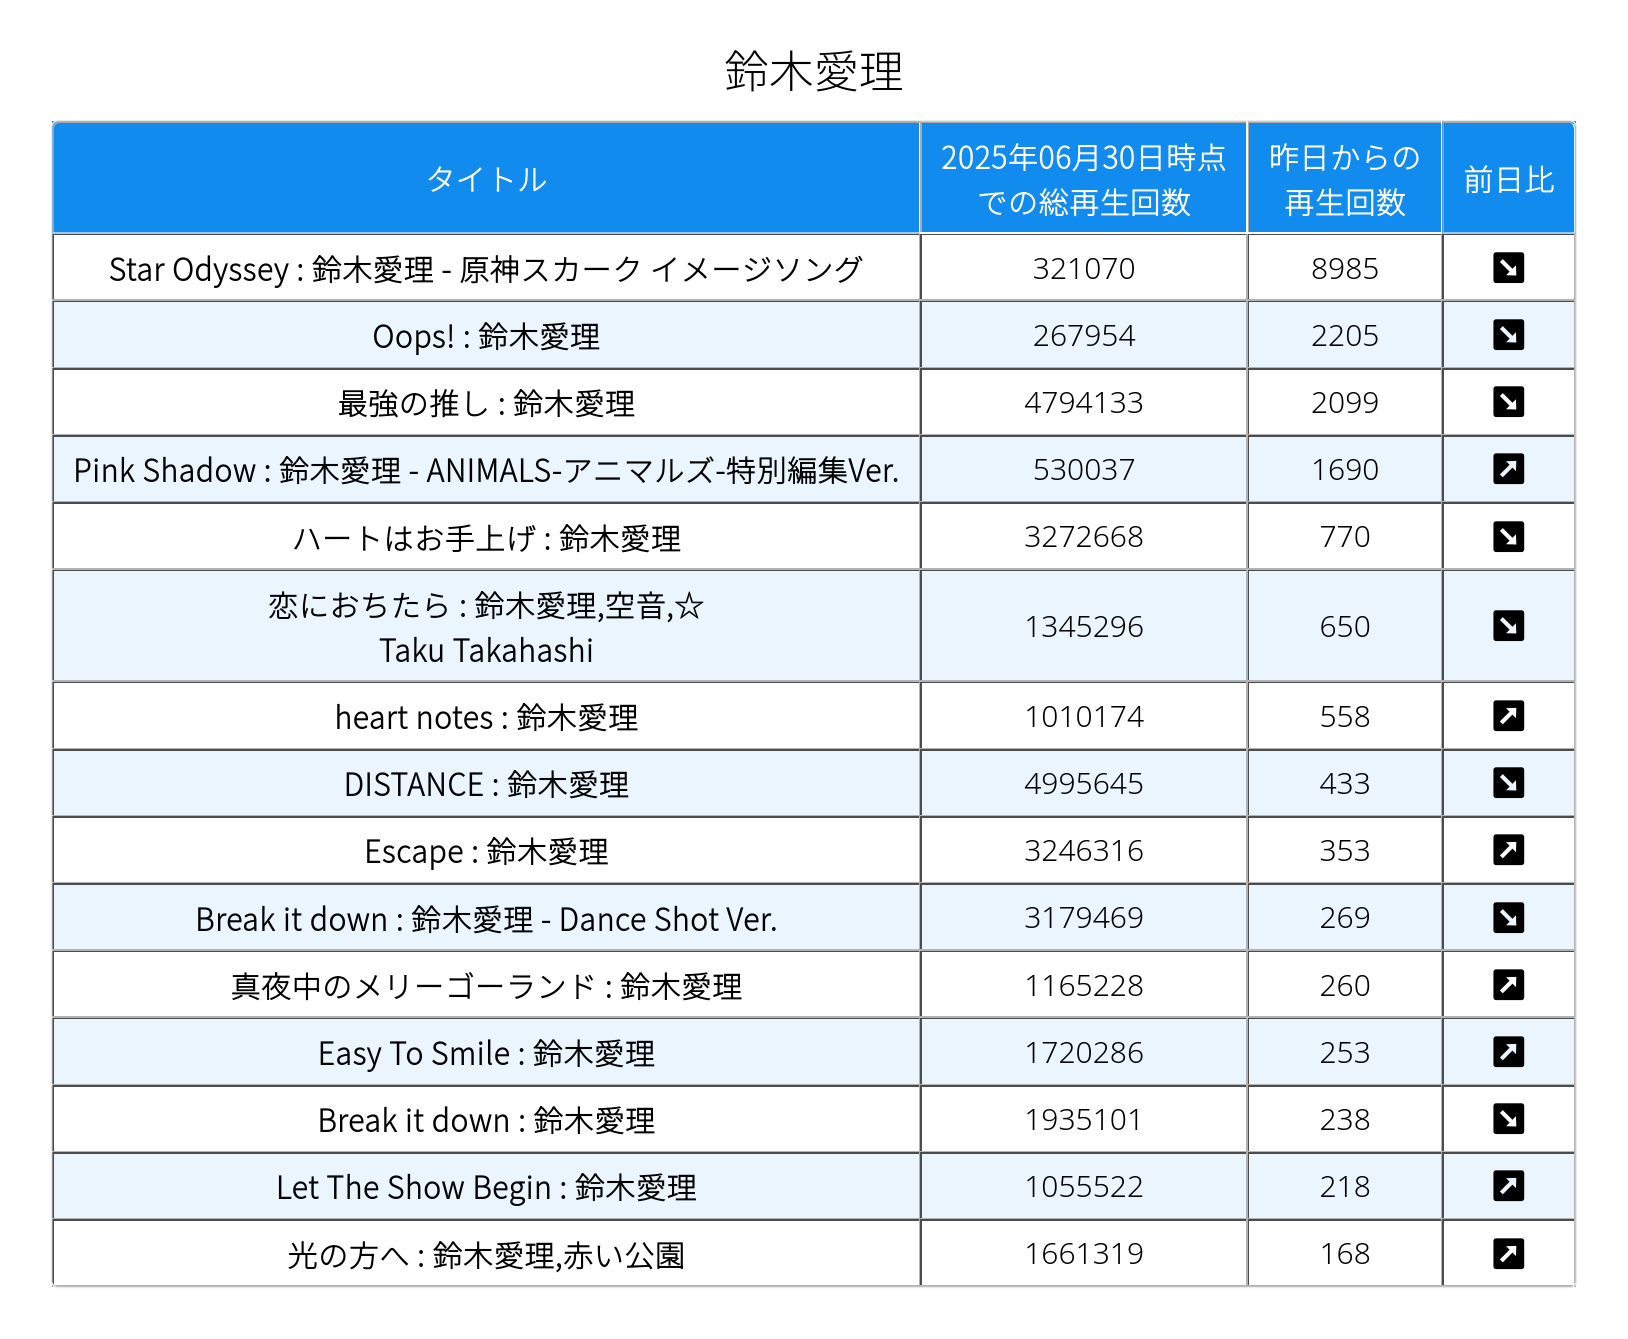 鈴木愛理
タイトル
2025年06月30日時点
での総再生回数
昨日からの
再生回数
前日比
Star Odyssey : 鈴木愛理 - 原神スカーク イメージソング 321070 8985
Oops! : 鈴木愛理 267954 2205
最強の推し : 鈴木愛理 4794133 2099
Pink Shadow : 鈴木愛理 - ANIMALS-アニマルズ-特別編集Ver. 530037 1690
ハートはお手上げ : 鈴木愛理 3272668 770
恋におちたら : 鈴木愛理,空音,☆
Taku Takahashi 1345296 650
heart notes : 鈴木愛理 1010174 558
DISTANCE : 鈴木愛理 4995645 433
Escape : 鈴木愛理 3246316 353
Break it down : 鈴木愛理 - Dance Shot Ver. 3179469 269
真夜中のメリーゴーランド : 鈴木愛理 1165228 260
Easy To Smile : 鈴木愛理 1720286 253
Break it down : 鈴木愛理 1935101 238
Let The Show Begin : 鈴木愛理 1055522 218
光の方へ : 鈴木愛理,赤い公園 1661319 168